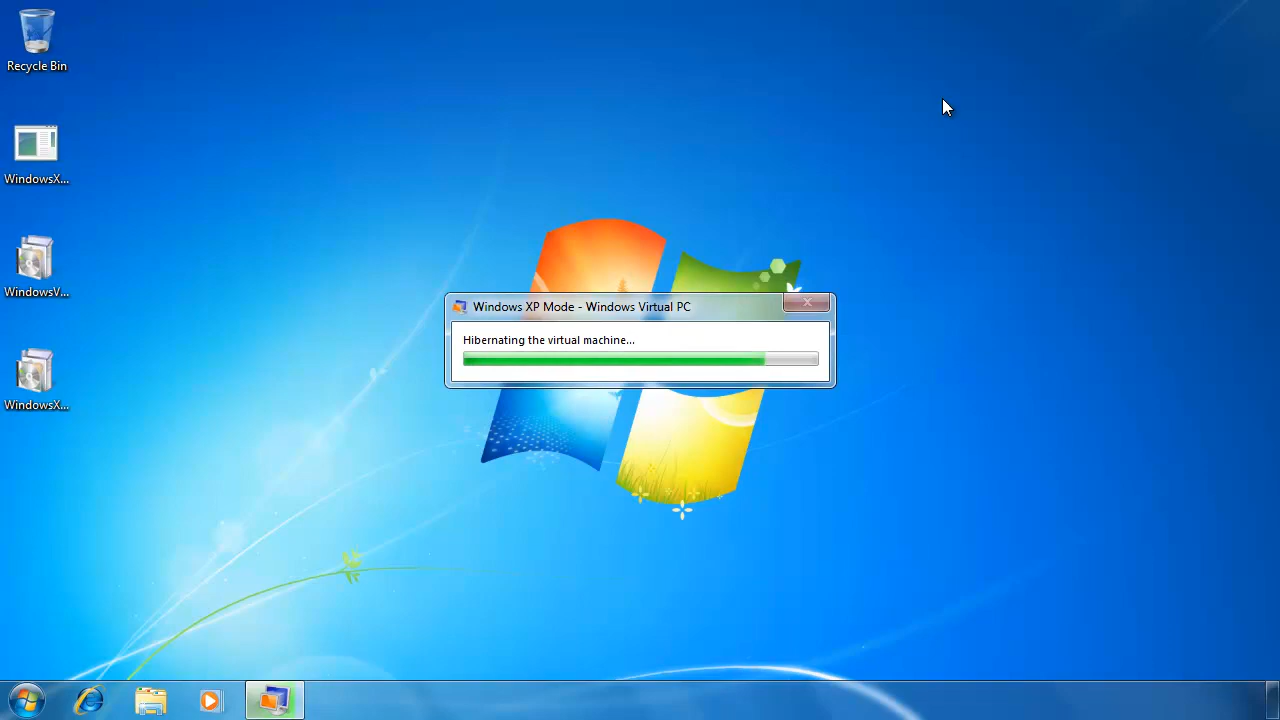 Recycle Bin
WindowsX...
WindowsV...
WindowsX...
Windows XP Mode - Windows Virtual PC
Hibernating the virtual machine...